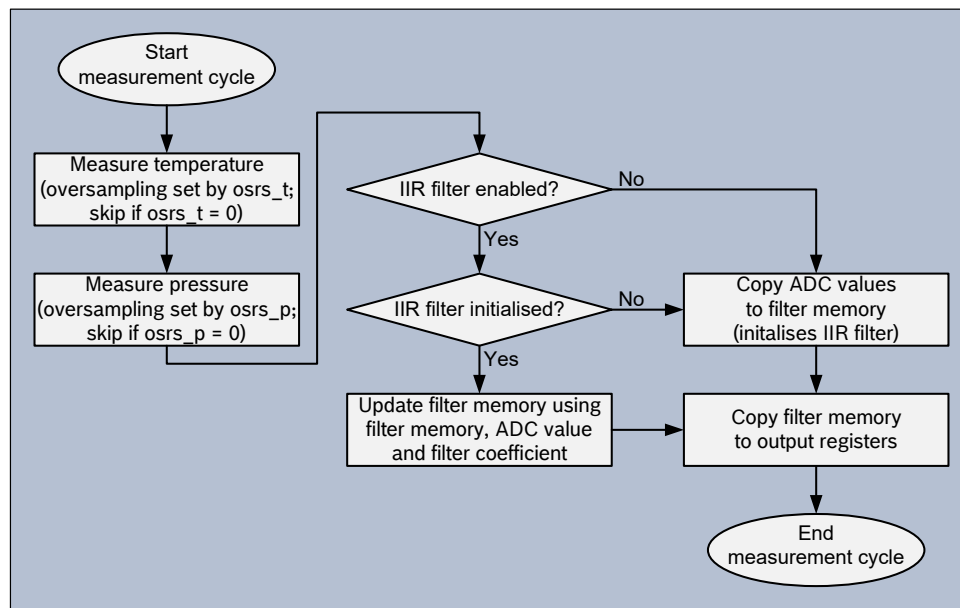 Start
measurement cycle
Measure temperature
(oversampling set by osrs_t;
skip if osrs_t = 0)
Measure pressure
(oversampling set by osrs_p;
skip if osrs_p = 0)
IIR filter enabled?
No
Yes
IIR filter initialised?
No
Yes
Copy ADC values
to filter memory
(initalises IIR filter)
Update filter memory using
filter memory, ADC value
and filter coefficient
Copy filter memory
to output registers
End
measurement cycle